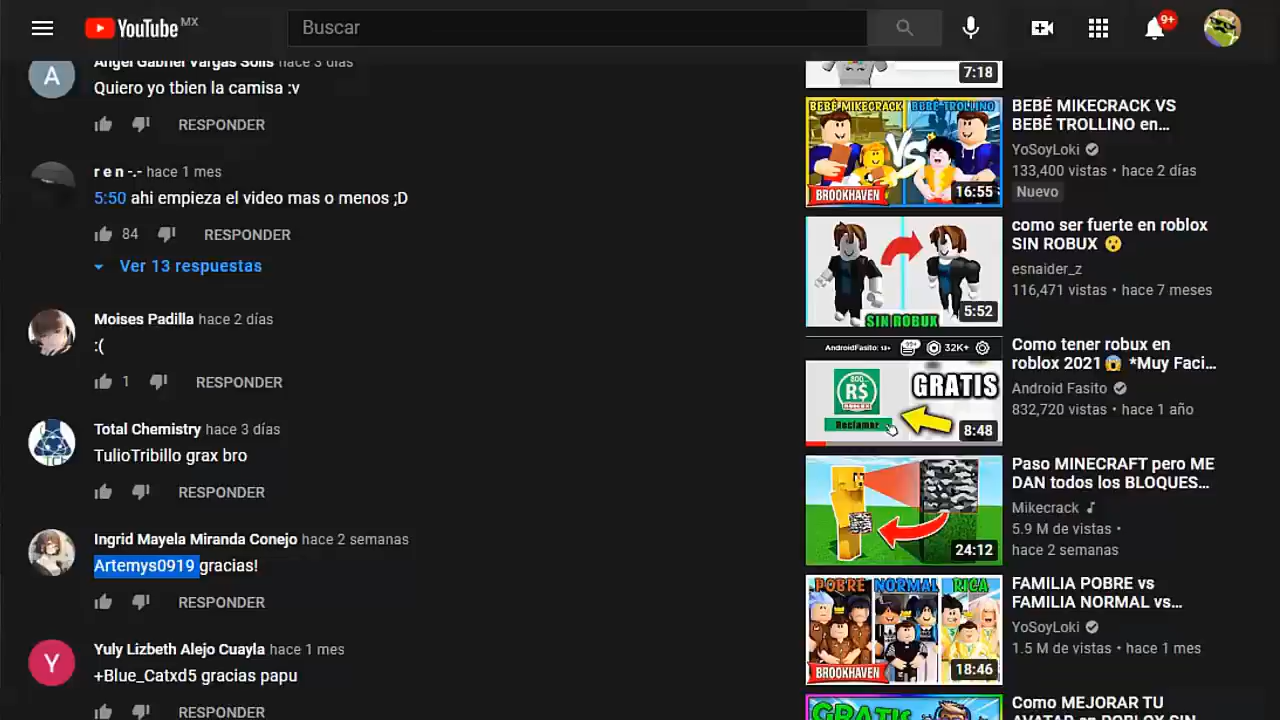 YouTube MX
Buscar
9+
Angel Gabriel Vargas Solis hace 3 días
Quiero yo tbien la camisa :v
RESPONDER
r e n -.- hace 1 mes
5:50 ahi empieza el video mas o menos ;D
84 RESPONDER
Ver 13 respuestas
Moises Padilla hace 2 días
:(
1 RESPONDER
Total Chemistry hace 3 días
TulioTribillo grax bro
RESPONDER
Ingrid Mayela Miranda Conejo hace 2 semanas
Artemys0919 gracias!
RESPONDER
Yuly Lizbeth Alejo Cuayla hace 1 mes
+Blue_Catxd5 gracias papu
RESPONDER
A
TCF
Y
7:18
BEBÉ MIKECRACK
BEBÉ TROLLINO
VS
BROOKHAVEN
16:55
BEBÉ MIKECRACK VS
BEBÉ TROLLINO en...
YoSoyLoki
133,400 vistas • hace 2 días
Nuevo
SIN ROBUX
5:52
como ser fuerte en roblox
SIN ROBUX 😮
esnaider_z
116,471 vistas • hace 7 meses
AndroidFasito: 13+ 99+ 32K+
800
R$
ROBUX
GRATIS
Reclamar
8:48
Como tener robux en
roblox 2021😱 *Muy Faci...
Android Fasito
832,720 vistas • hace 1 año
24:12
Paso MINECRAFT pero ME
DAN todos los BLOQUES...
Mikecrack
5.9 M de vistas •
hace 2 semanas
POBRE NORMAL RICA
BROOKHAVEN
18:46
FAMILIA POBRE vs
FAMILIA NORMAL vs...
YoSoyLoki
1.5 M de vistas • hace 1 mes
GRATIS
Como MEJORAR TU
AVATAR en ROBLOX SIN